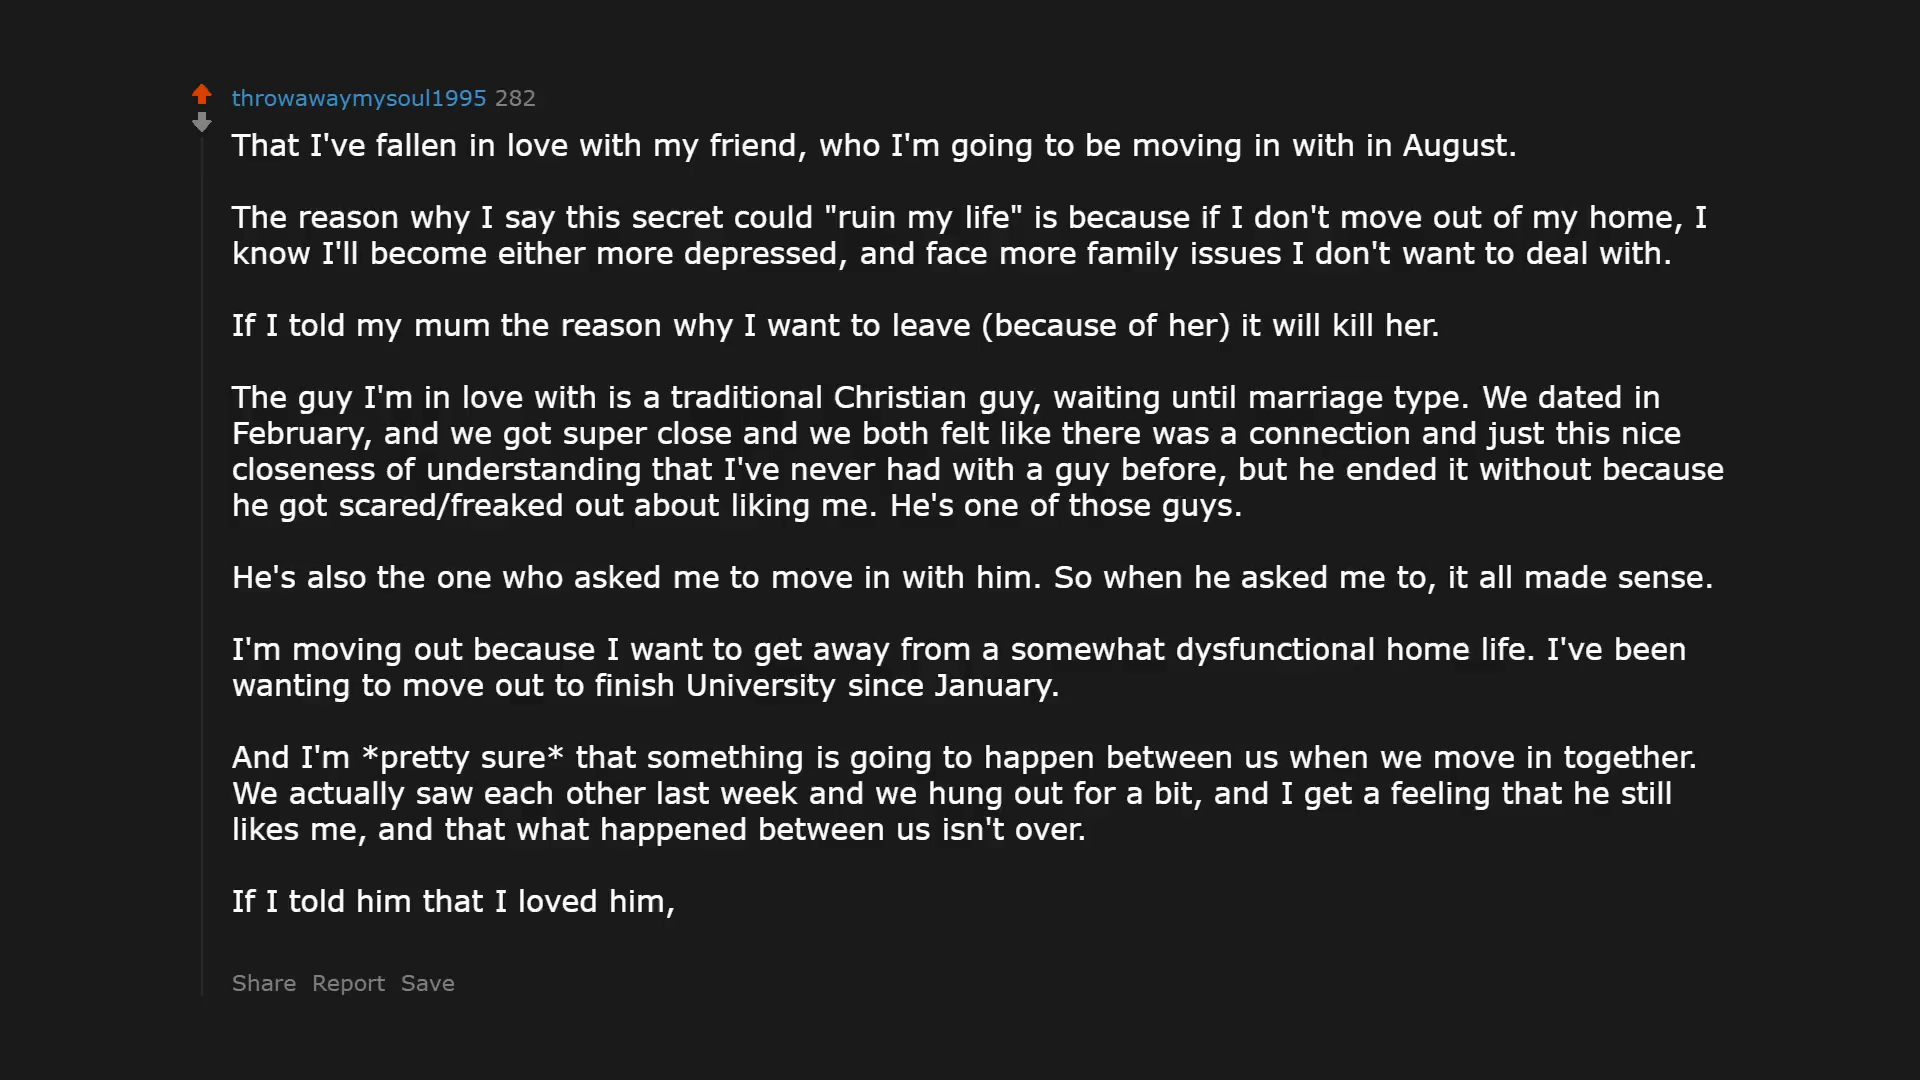 throwawaymysoul1995 282
That I've fallen in love with my friend, who I'm going to be moving in with in August.
The reason why I say this secret could "ruin my life" is because if I don't move out of my home, I
know I'll become either more depressed, and face more family issues I don't want to deal with.
If I told my mum the reason why I want to leave (because of her) it will kill her.
The guy I'm in love with is a traditional Christian guy, waiting until marriage type. We dated in
February, and we got super close and we both felt like there was a connection and just this nice
closeness of understanding that I've never had with a guy before, but he ended it without because
he got scared/freaked out about liking me. He's one of those guys.
He's also the one who asked me to move in with him. So when he asked me to, it all made sense.
I'm moving out because I want to get away from a somewhat dysfunctional home life. I've been
wanting to move out to finish University since January.
And I'm *pretty sure* that something is going to happen between us when we move in together.
We actually saw each other last week and we hung out for a bit, and I get a feeling that he still
likes me, and that what happened between us isn't over.
If I told him that I loved him,
Share Report Save